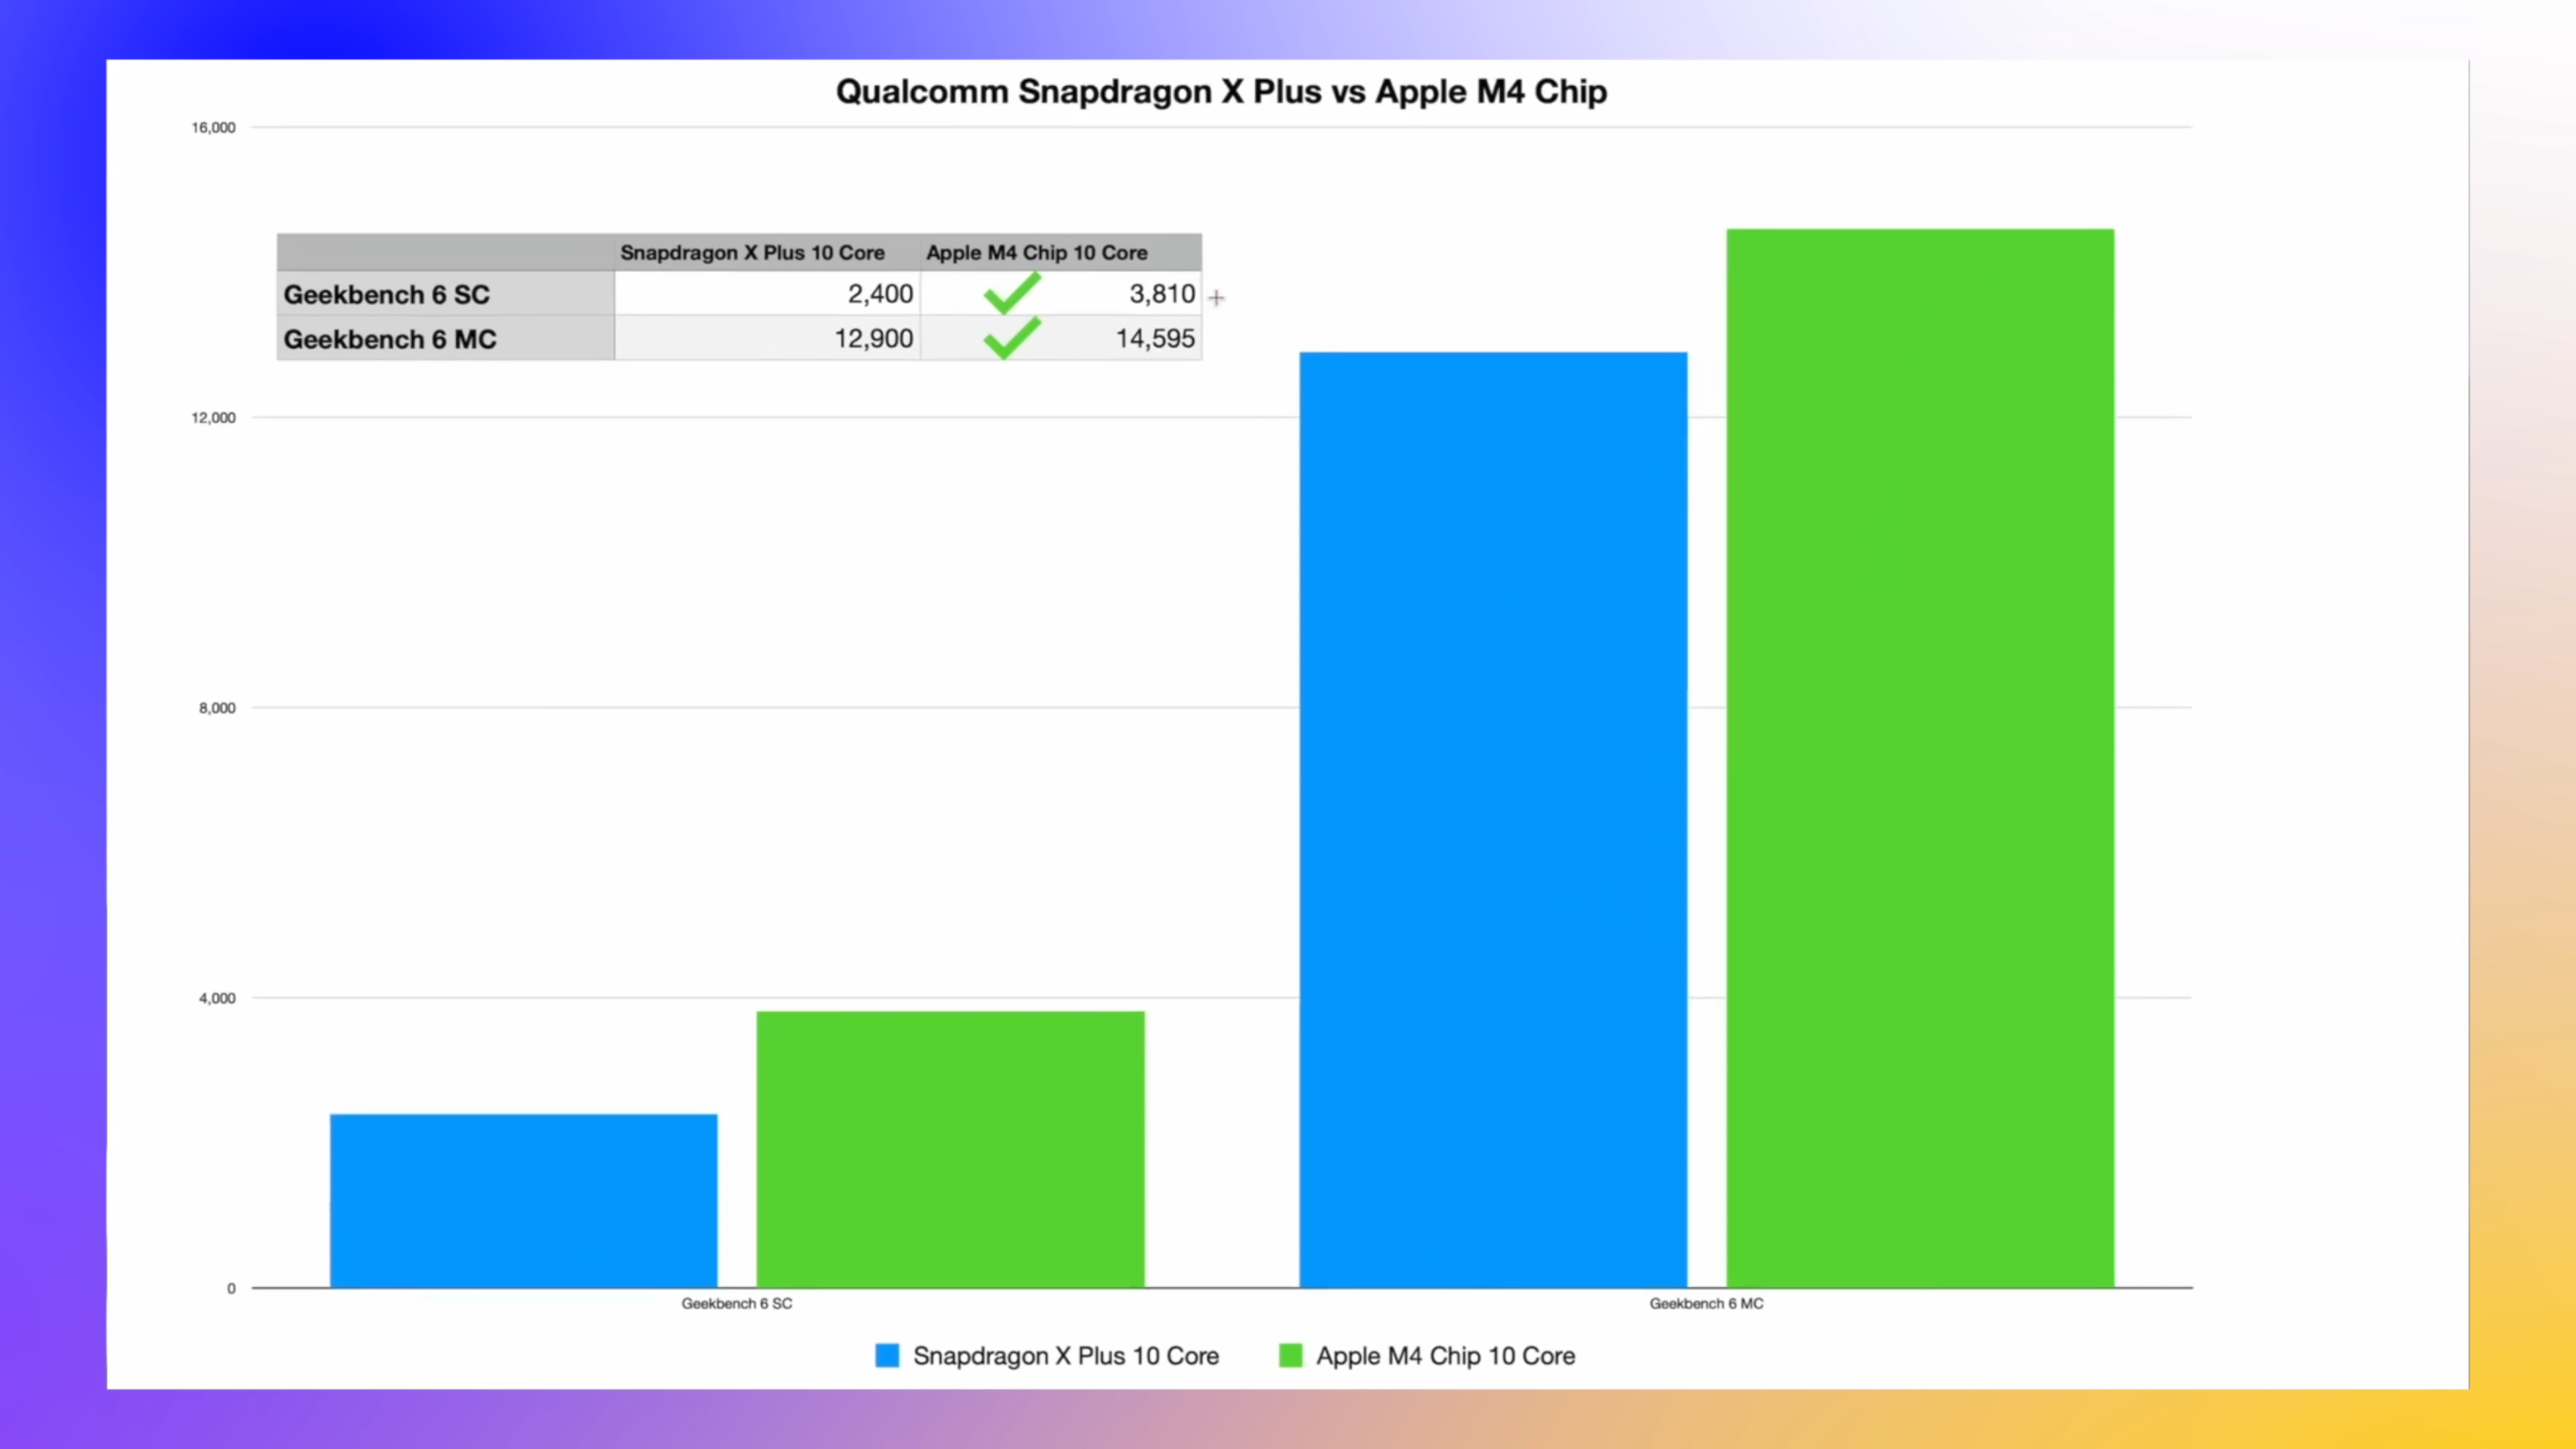 Qualcomm Snapdragon X Plus vs Apple M4 Chip
16,000
Snapdragon X Plus 10 Core Apple M4 Chip 10 Core
Geekbench 6 SC 2,400 3,810
Geekbench 6 MC 12,900 14,595
12,000
8,000
4,000
0
Geekbench 6 SC Geekbench 6 MC
Snapdragon X Plus 10 Core Apple M4 Chip 10 Core